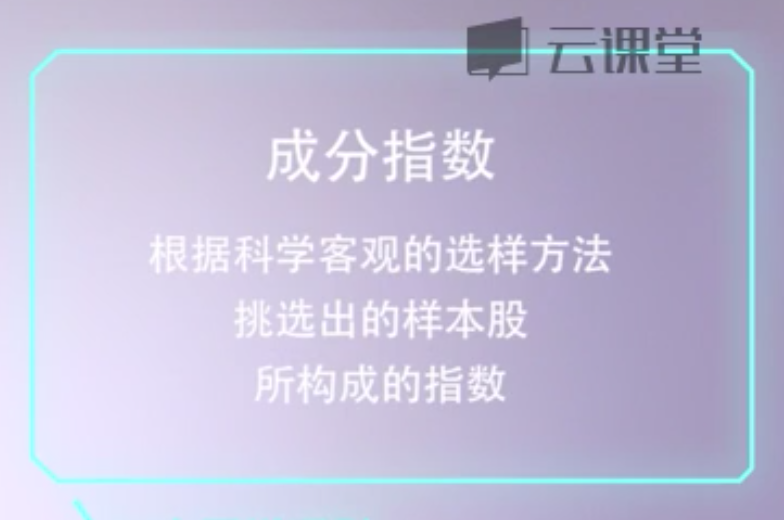 云课堂
成分指数
根据科学客观的选样方法
挑选出的样本股
所构成的指数